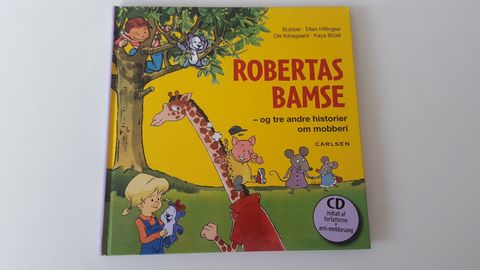 Bubber · Ellen Hillingsø
Ole Kibsgaard · Kaya Brüel
ROBERTAS
BAMSE
– og tre andre historier
om mobberi
CARLSEN
CD
indtalt af
forfatterne
+
anti-mobbesang